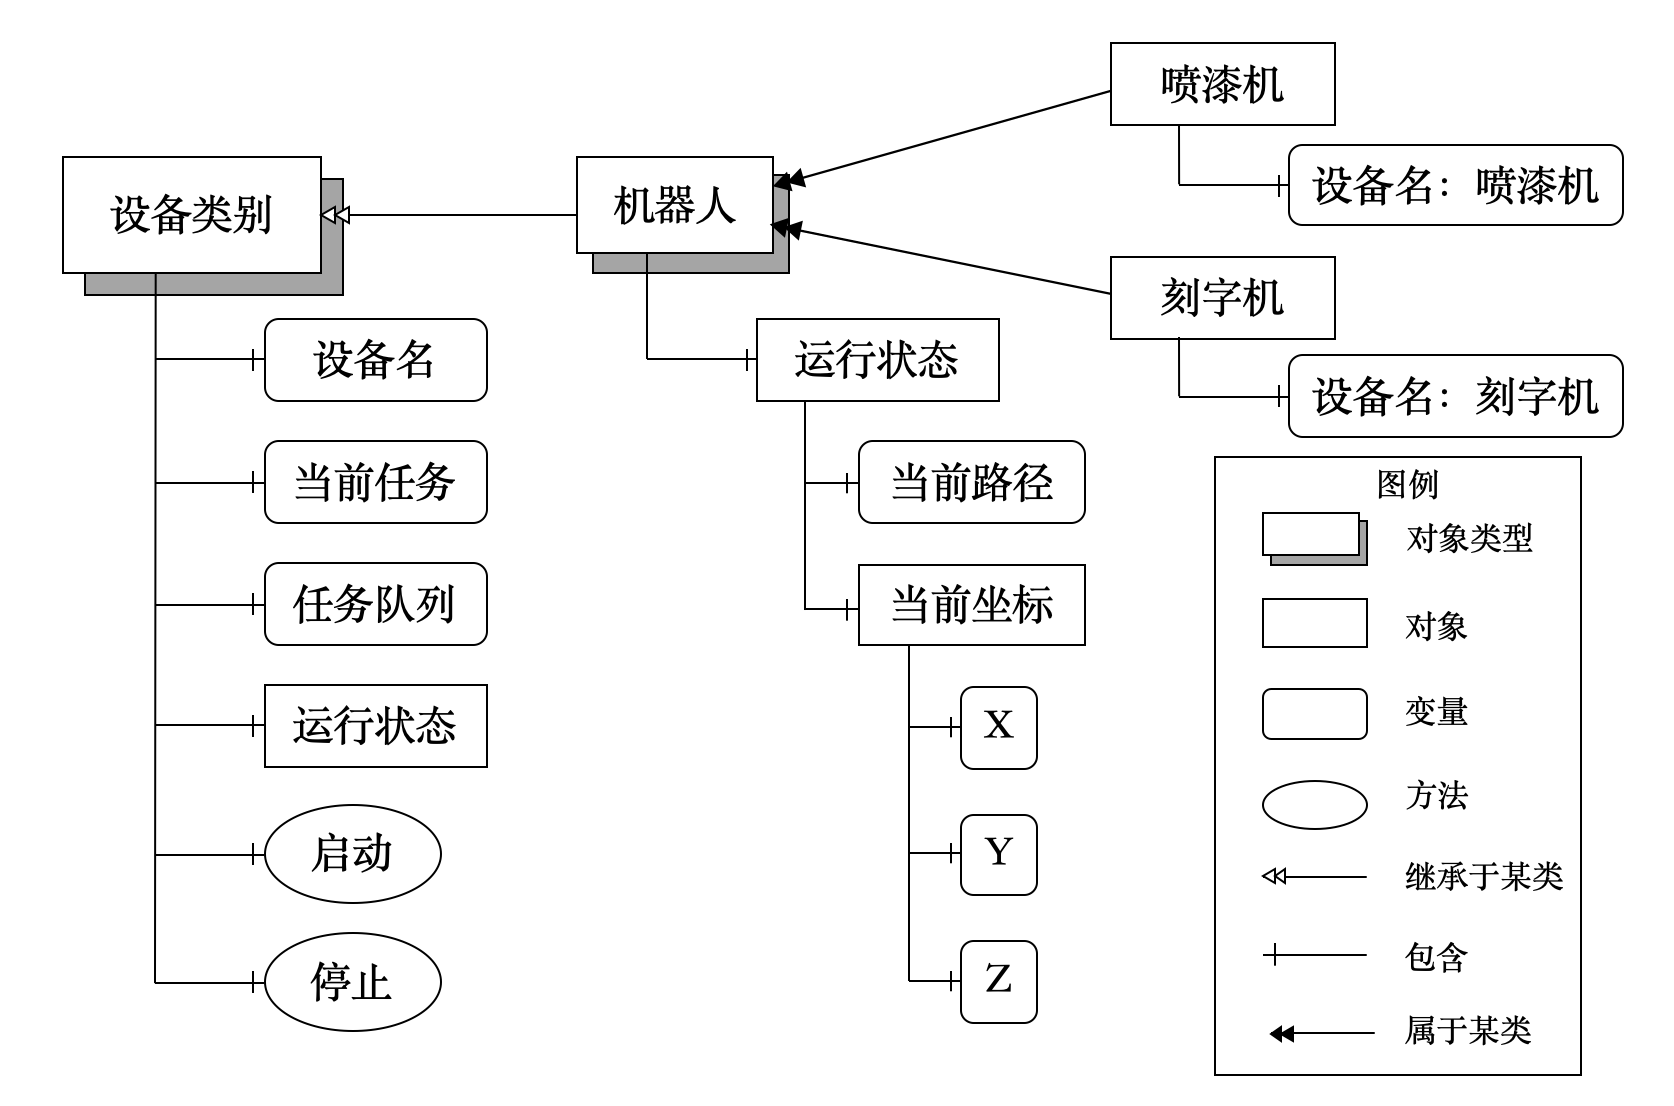 设备类别
设备名
当前任务
任务队列
运行状态
启动
停止
机器人
运行状态
当前路径
当前坐标
X
Y
Z
喷漆机
设备名：喷漆机
刻字机
设备名：刻字机
图例
对象类型
对象
变量
方法
继承于某类
包含
属于某类